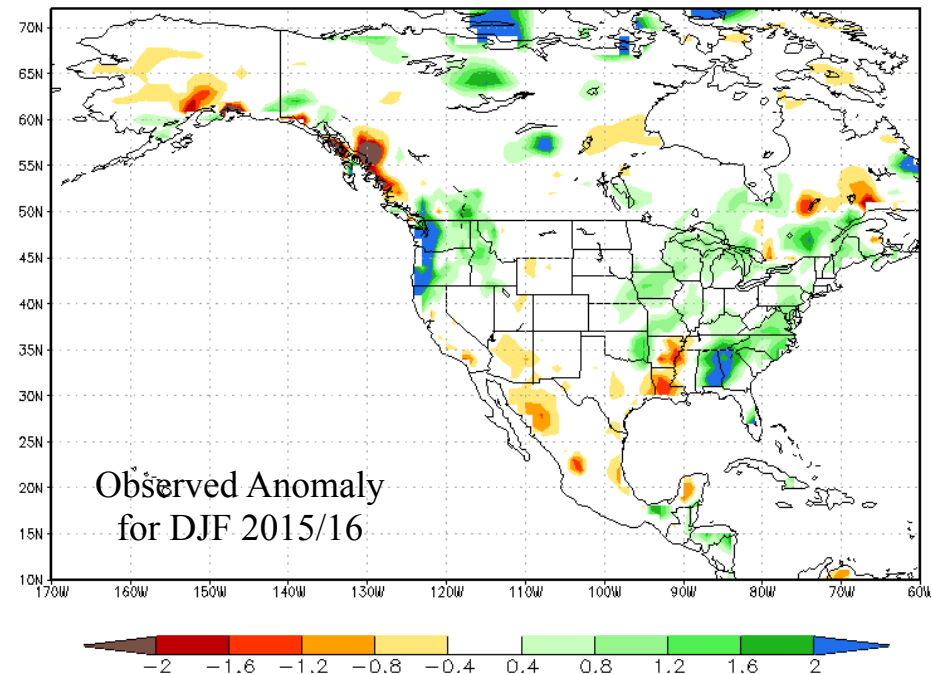 70N
65N
60N
55N
50N
45N
40N
35N
30N
25N
20N
15N
10N
Observed Anomaly
for DJF 2015/16
170W 160W 150W 140W 130W 120W 110W 100W 90W 80W 70W 60W
−2 −1.6 −1.2 −0.8 −0.4 0.4 0.8 1.2 1.6 2